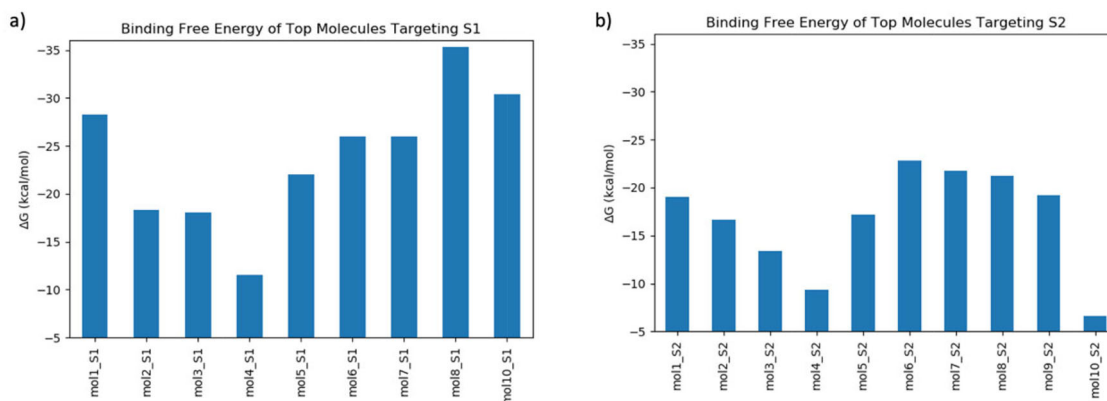 a)
Binding Free Energy of Top Molecules Targeting S1
ΔG (kcal/mol)
−35
−30
−25
−20
−15
−10
−5
mol1_S1
mol2_S1
mol3_S1
mol4_S1
mol5_S1
mol6_S1
mol7_S1
mol8_S1
mol10_S1
b)
Binding Free Energy of Top Molecules Targeting S2
ΔG (kcal/mol)
−35
−30
−25
−20
−15
−10
−5
mol1_S2
mol2_S2
mol3_S2
mol4_S2
mol5_S2
mol6_S2
mol7_S2
mol8_S2
mol9_S2
mol10_S2